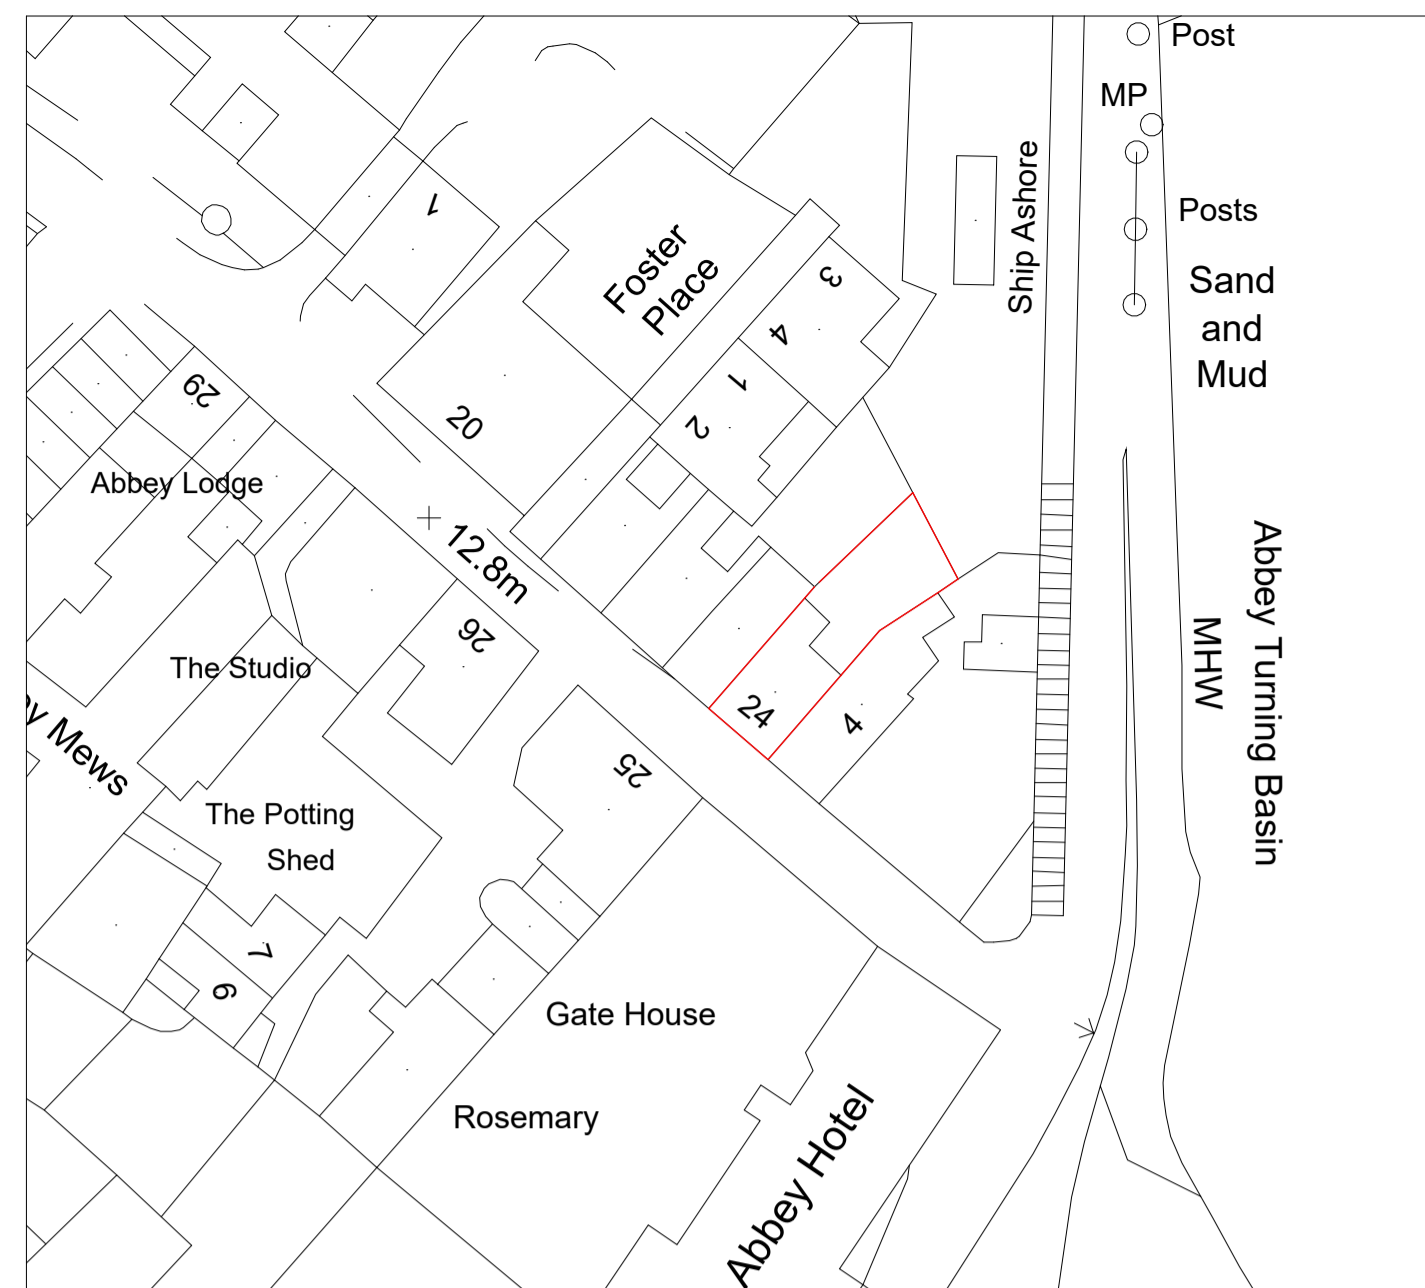 Post
MP
Posts
Sand
and
Mud
Ship Ashore
1
Foster
Place
3
4
1
2
29
20
Abbey Lodge
12.8m
26
The Studio
24
4
25
y Mews
The Potting
Shed
7
6
Gate House
Rosemary
Abbey Hotel
MHW
Abbey Turning Basin